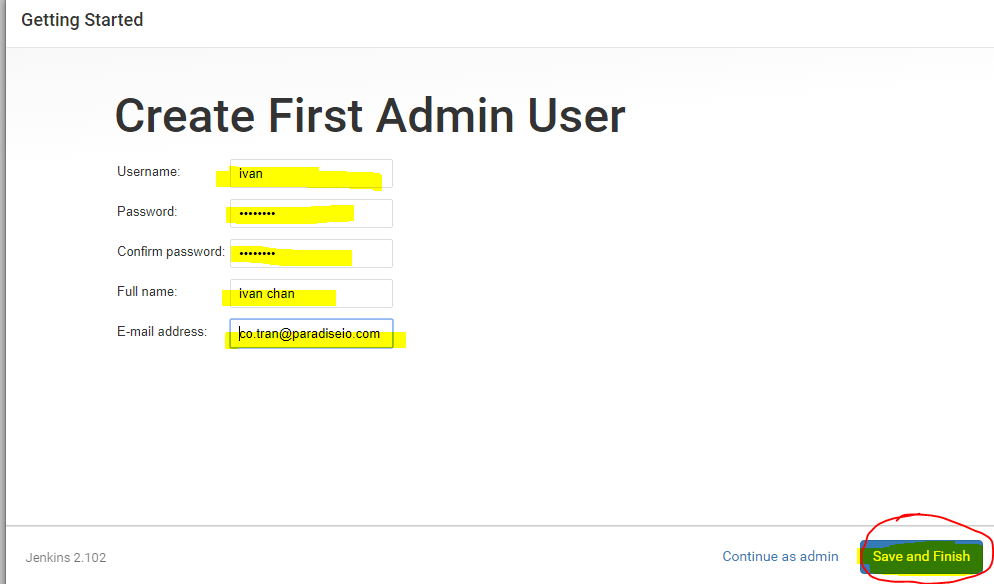 Getting Started
Create First Admin User
Username: ivan
Password: ••••••••
Confirm password: ••••••••
Full name: ivan chan
E-mail address: co.tran@paradiseio.com
Jenkins 2.102 Continue as admin Save and Finish